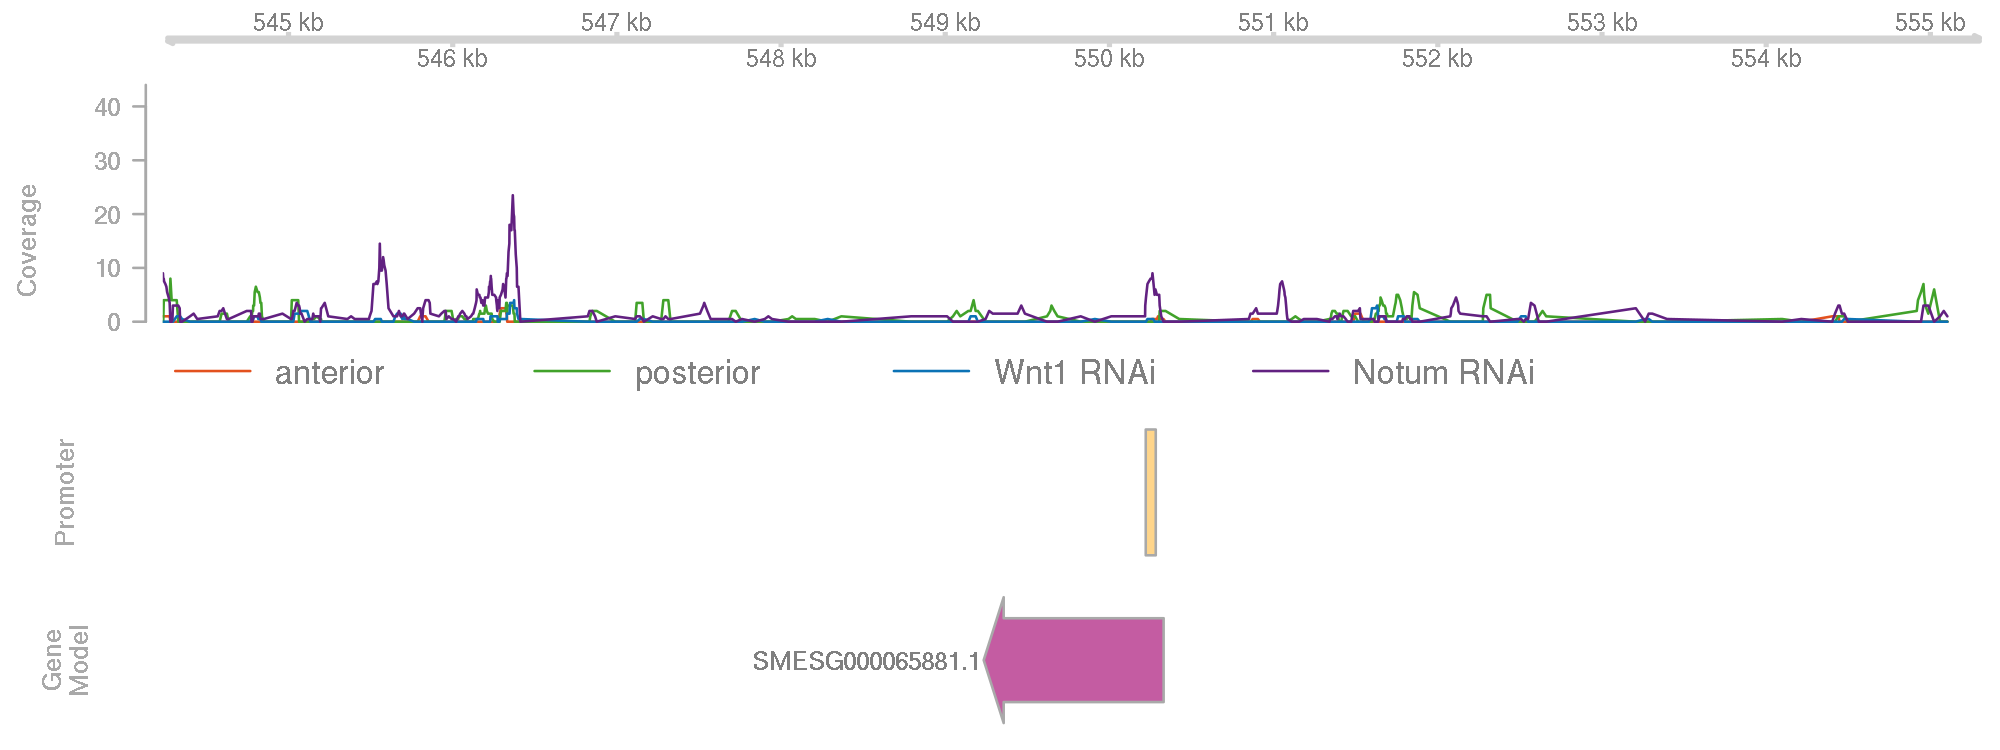 545 kb 547 kb 549 kb 551 kb 553 kb 555 kb
546 kb 548 kb 550 kb 552 kb 554 kb
Coverage
40
30
20
10
0
anterior posterior Wnt1 RNAi Notum RNAi
Promoter
Gene
Model
SMESG000065881.1